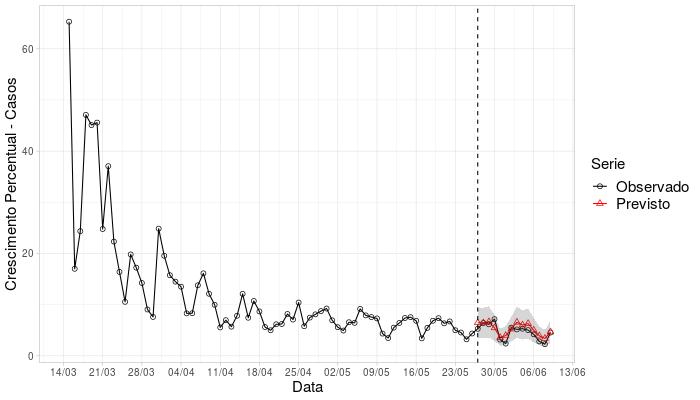 Crescimento Percentual - Casos
60
40
20
0
14/03 21/03 28/03 04/04 11/04 18/04 25/04 02/05 09/05 16/05 23/05 30/05 06/06 13/06
Data
Serie
Observado
Previsto